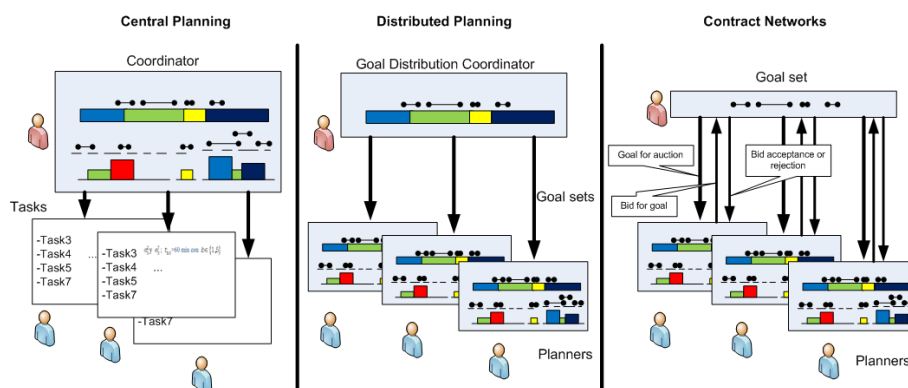 Central Planning
Coordinator
Tasks
-Task3
-Task4
...
-Task5
-Task7
-Task3
-Task4
...
-Task5
-Task7
-Task7
Distributed Planning
Goal Distribution Coordinator
Goal sets
Planners
Contract Networks
Goal set
Goal for auction
Bid acceptance or
rejection
Bid for goal
Planners